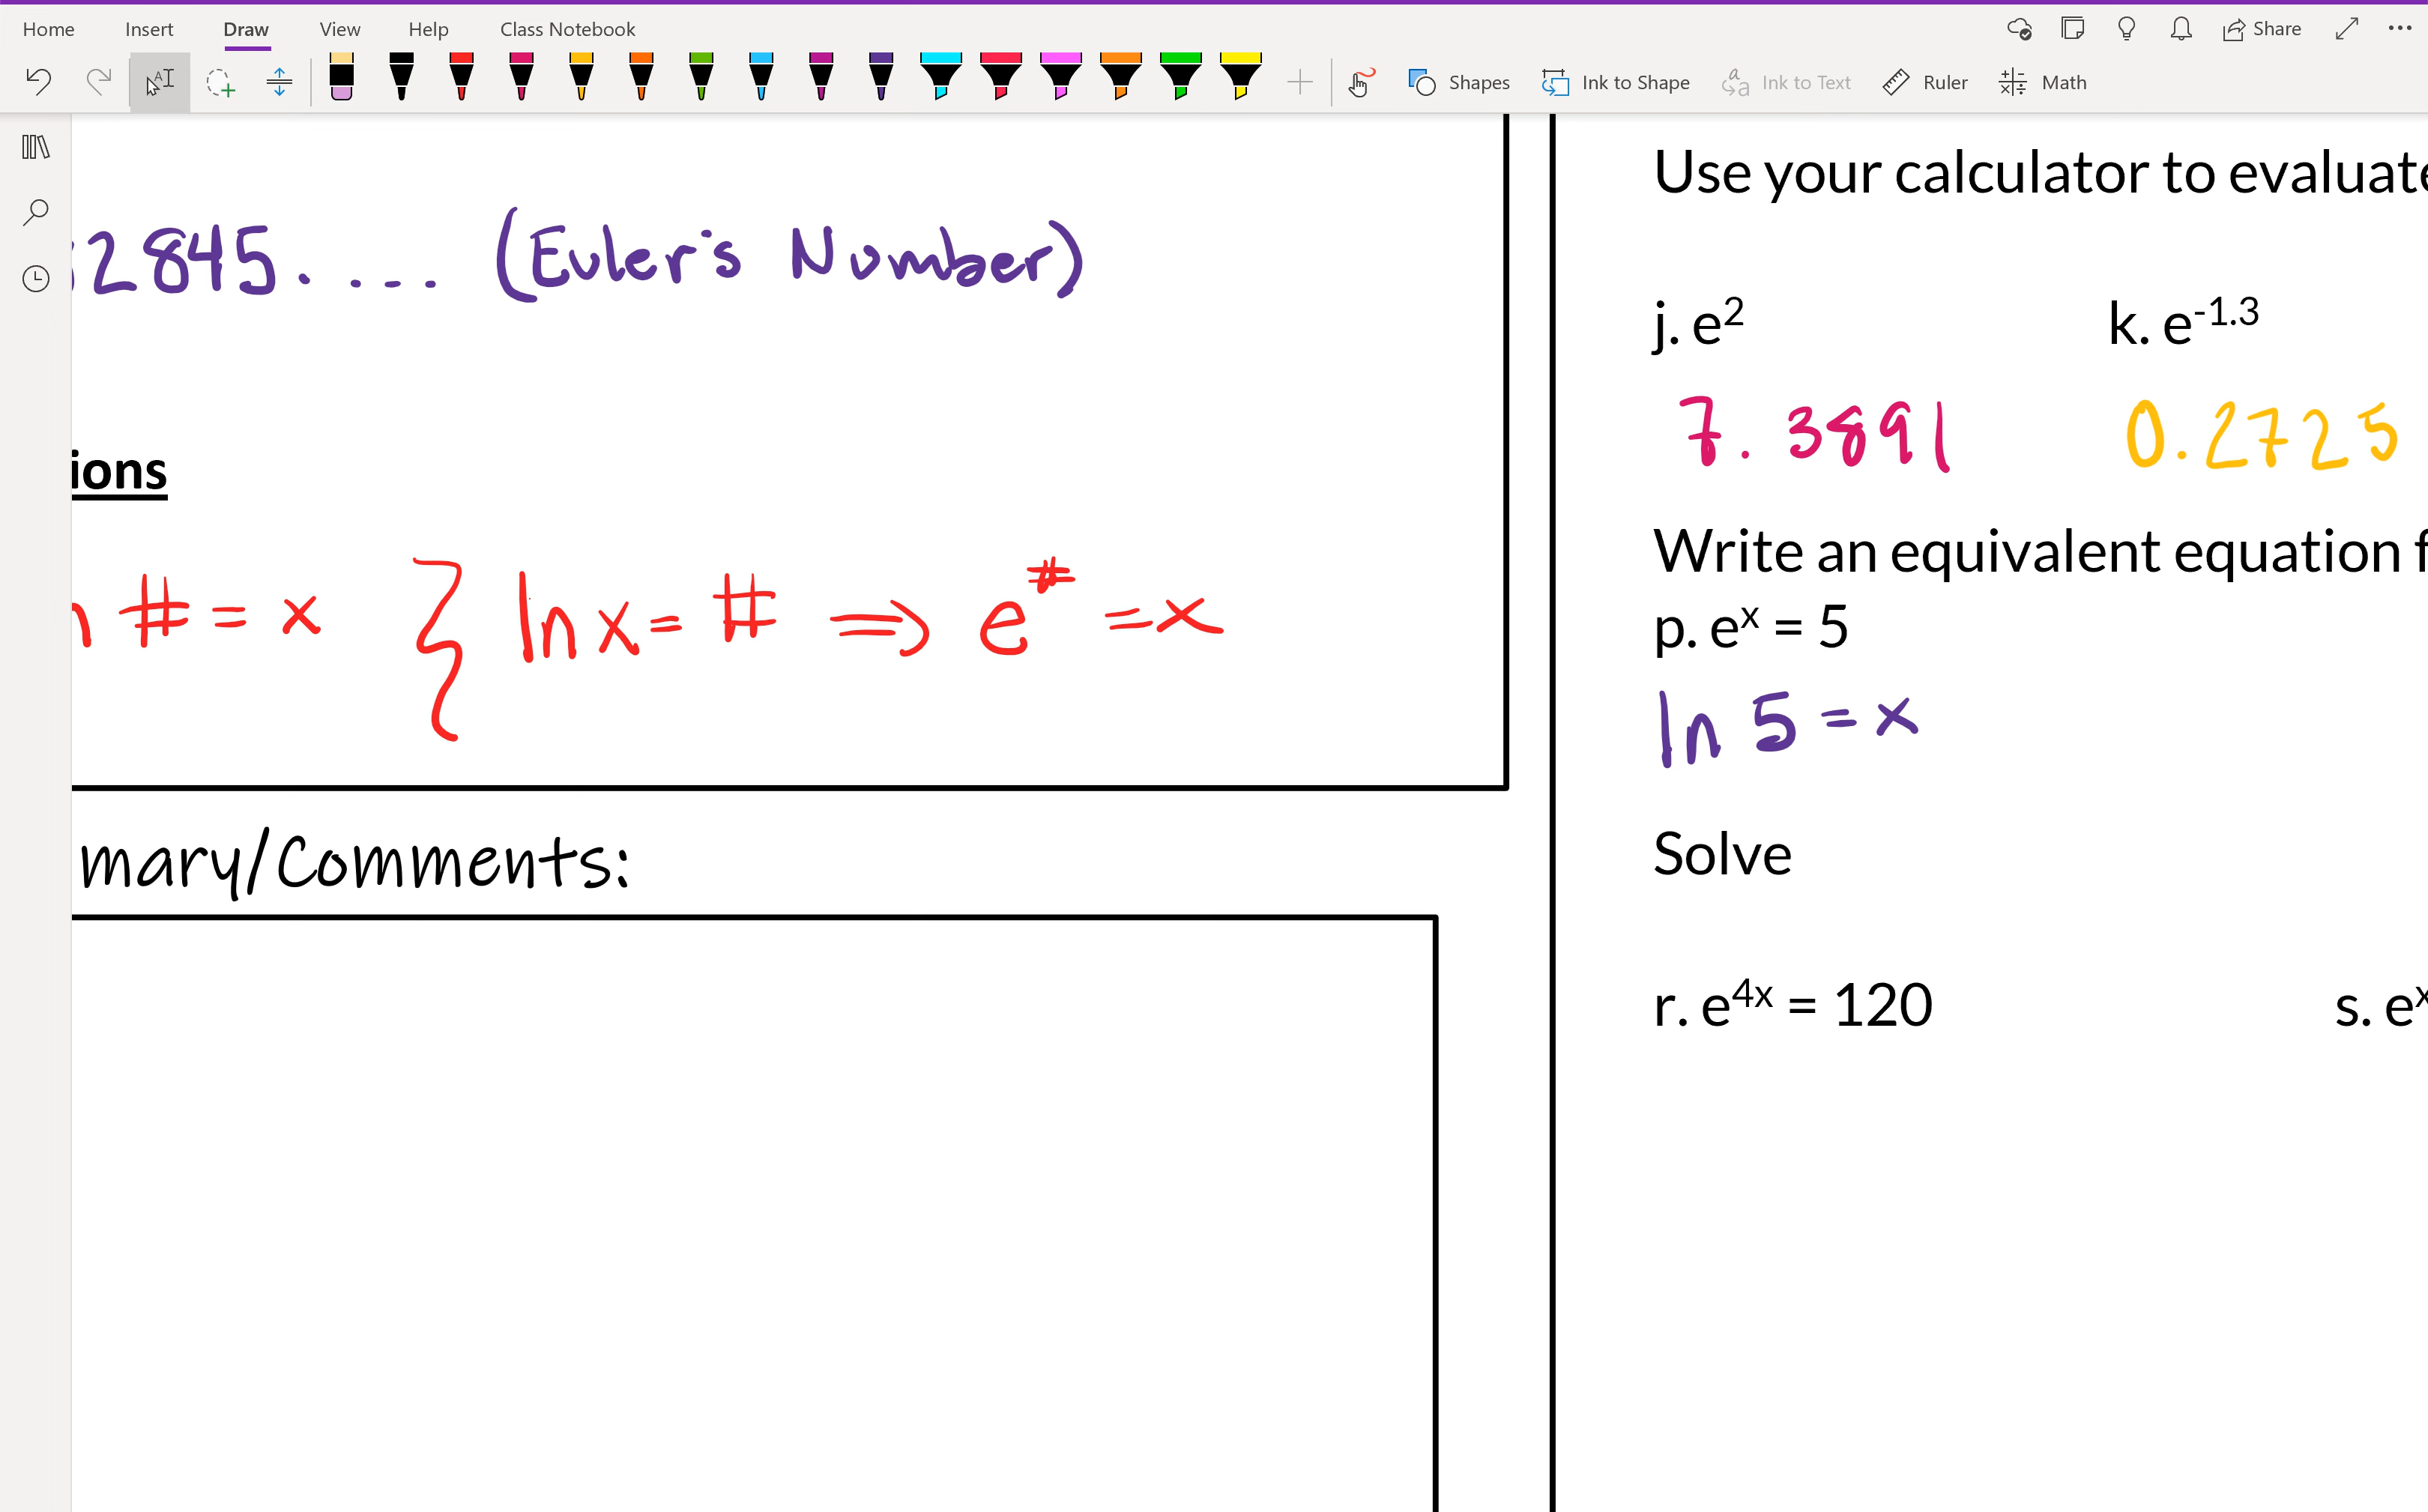 Home Insert Draw View Help Class Notebook Share
Shapes Ink to Shape Ink to Text Ruler Math
2845.... (Euler's Number)
ions
# = x } ln x = # ⇒ e^# = x
mary/Comments:
Use your calculator to evaluate
j. e² k. e^-1.3
7.3891 0.2725
Write an equivalent equation f
p. e^x = 5
ln 5 = x
Solve
r. e^4x = 120 s. e^x